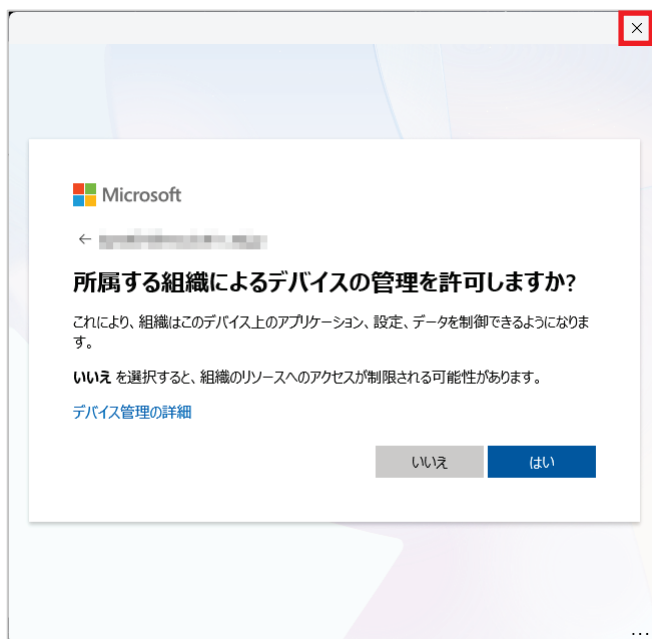 Microsoft
所属する組織によるデバイスの管理を許可しますか?
これにより、組織はこのデバイス上のアプリケーション、設定、データを制御できるようになりま
す。
いいえ を選択すると、組織のリソースへのアクセスが制限される可能性があります。
デバイス管理の詳細
いいえ
はい